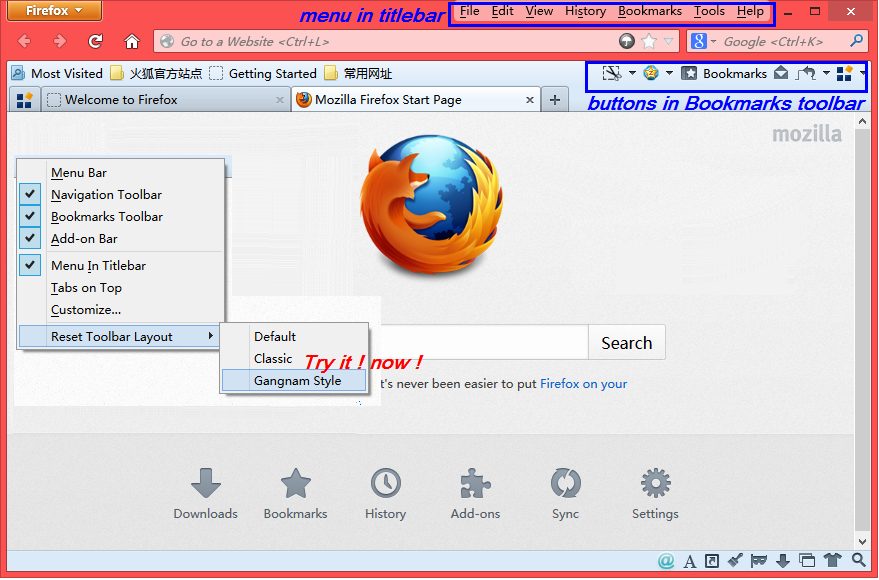 Firefox
menu in titlebar
File Edit View History Bookmarks Tools Help
Go to a Website <Ctrl+L>
Google <Ctrl+K>
Most Visited 火狐官方站点 Getting Started 常用网址
Bookmarks
buttons in Bookmarks toolbar
Welcome to Firefox
Mozilla Firefox Start Page
mozilla
Menu Bar
Navigation Toolbar
Bookmarks Toolbar
Add-on Bar
Menu In Titlebar
Tabs on Top
Customize...
Reset Toolbar Layout
Default
Classic
Gangnam Style
Try it ! now !
Search
t's never been easier to put Firefox on your
Downloads Bookmarks History Add-ons Sync Settings